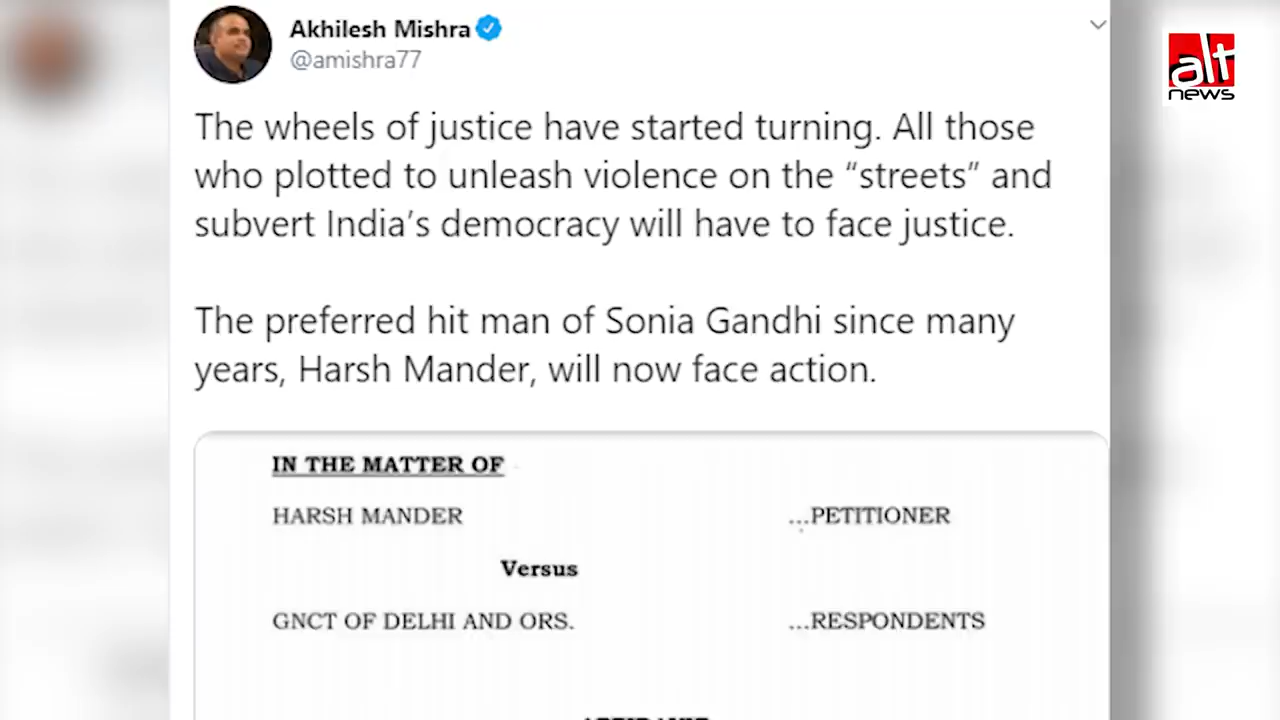 Akhilesh Mishra
@amishra77
alt
news
The wheels of justice have started turning. All those
who plotted to unleash violence on the “streets” and
subvert India’s democracy will have to face justice.
The preferred hit man of Sonia Gandhi since many
years, Harsh Mander, will now face action.
IN THE MATTER OF
HARSH MANDER ...PETITIONER
Versus
GNCT OF DELHI AND ORS. ...RESPONDENTS